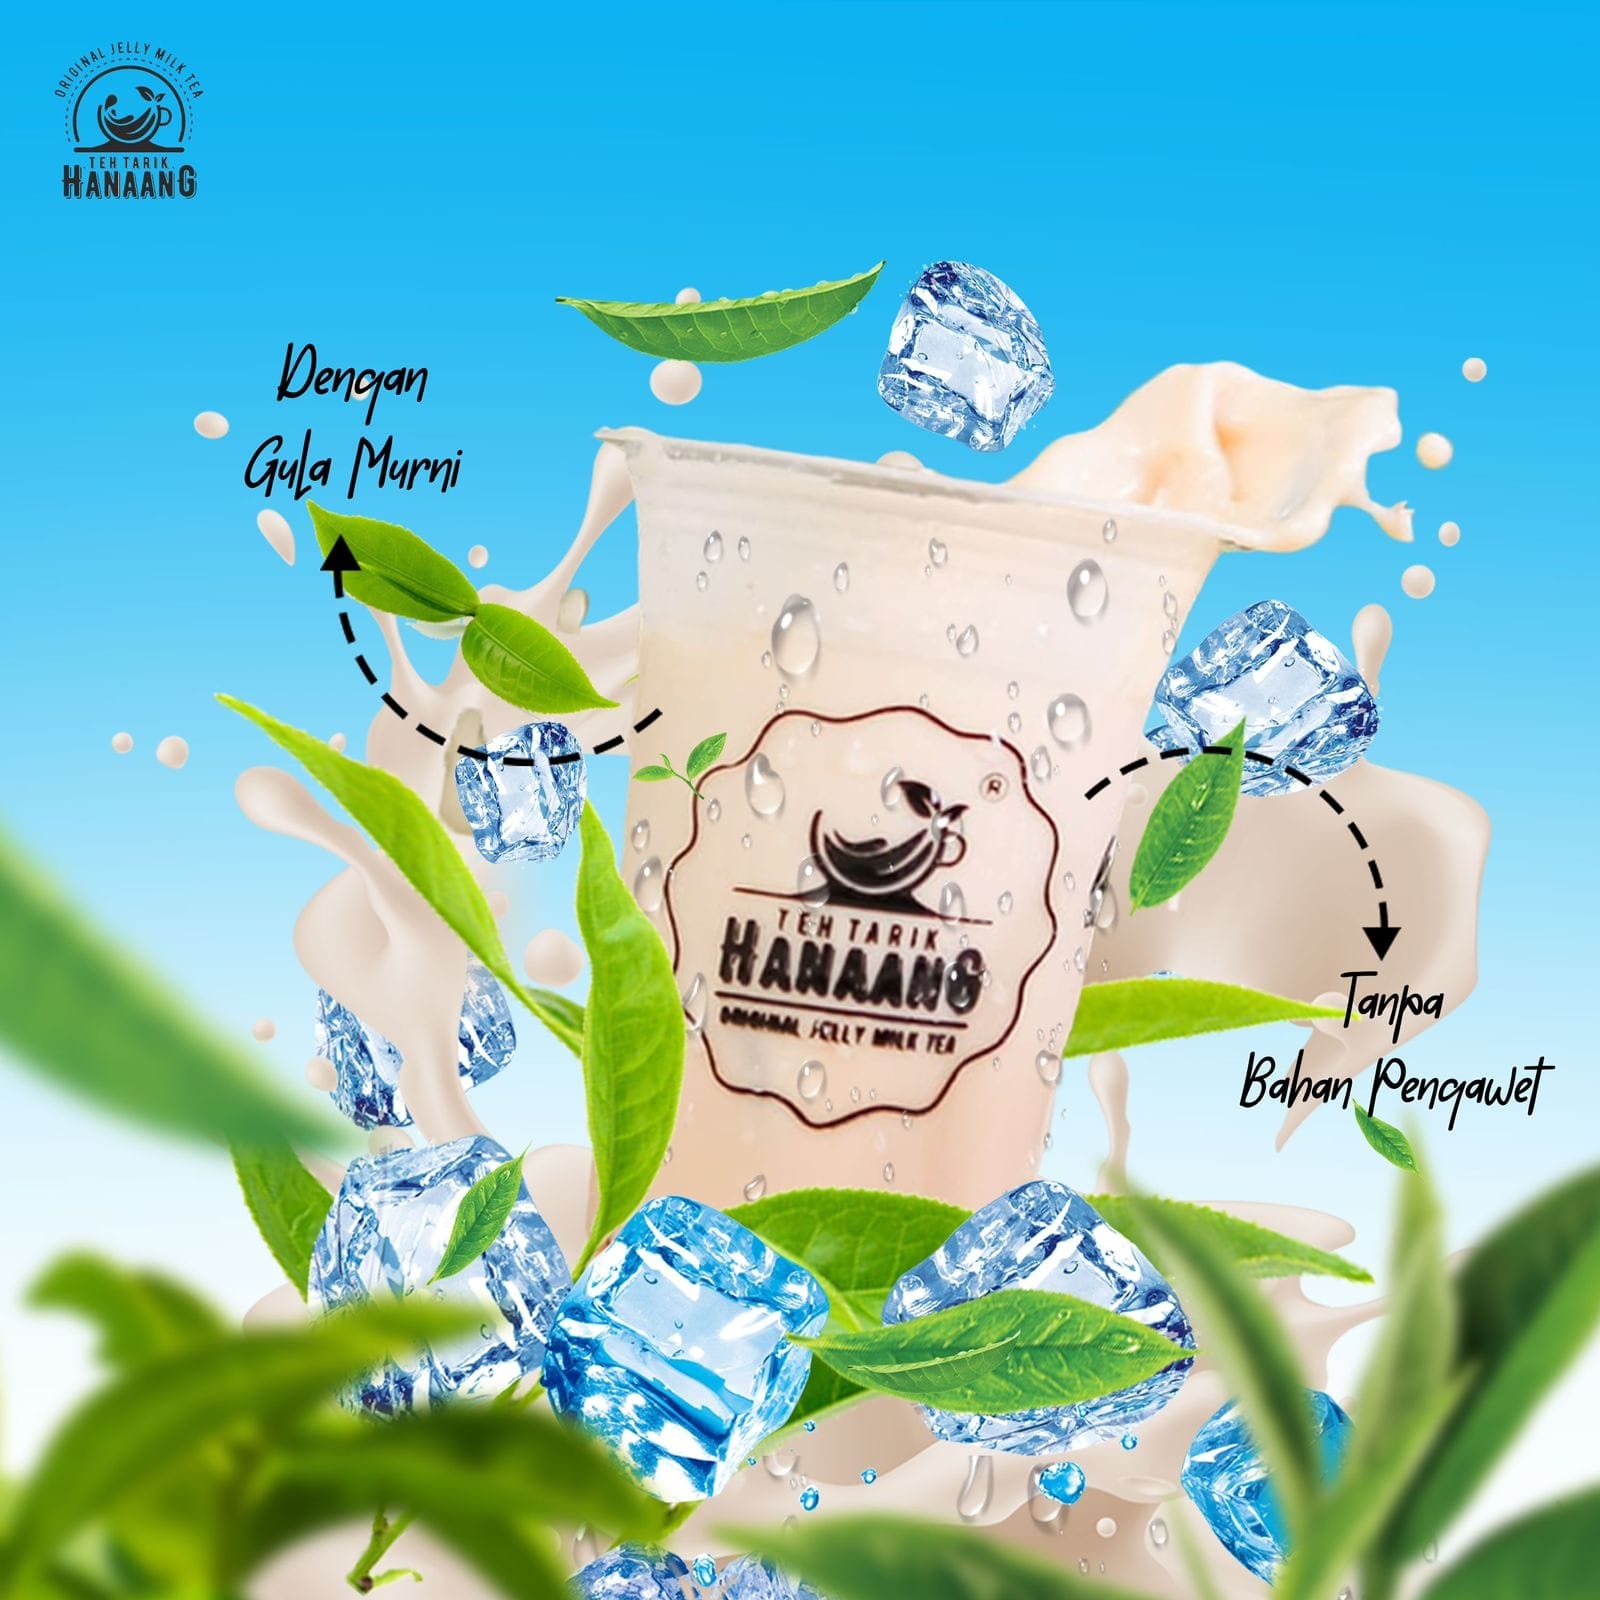 ORIGINAL JELLY MILK TEA
TEH TARIK
HANAANG
Dengan
Gula Murni
®
TEH TARIK
HANAANG
ORIGINAL JELLY MILK TEA
Tanpa
Bahan Pengawet